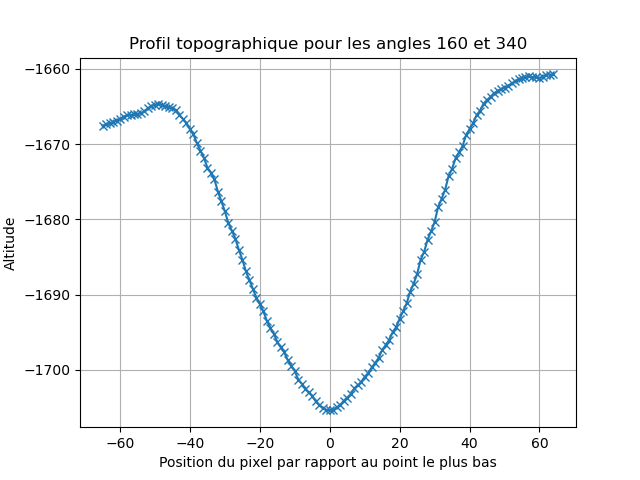 Profil topographique pour les angles 160 et 340
Altitude
−1660
−1670
−1680
−1690
−1700
−60 −40 −20 0 20 40 60
Position du pixel par rapport au point le plus bas